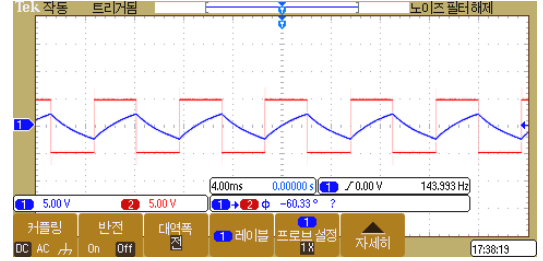 Tek 작동 트리거됨 노이즈 필터 해제
T
T
1
4.00ms 0.00000 s 1 / 0.00 V 143.993 Hz
1 5.00 V 2 5.00 V 1 → 2 ϕ -60.33 ° ?
커플링 반전 대역폭 1 레이블 1 프로브 설정 자세히
DC AC On Off 전 1X
17:38:19